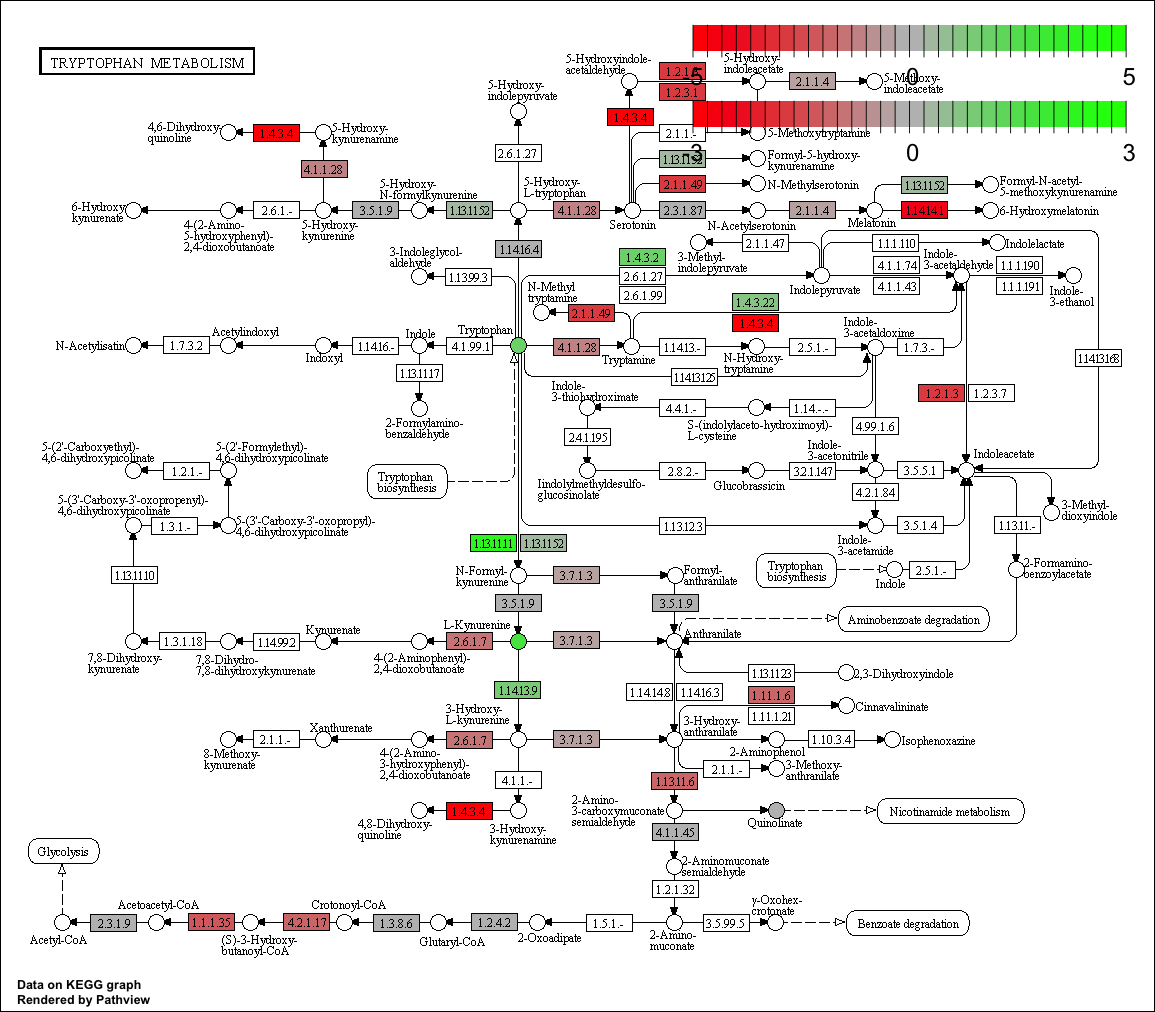 TRYPTOPHAN METABOLISM
-5
0
5
-3
0
3
5-Hydroxyindole-
acetaldehyde
1.2.1.3
1.2.3.1
5-Hydroxy-
indoleacetate
2.1.1.4
5-Methoxy-
indoleacetate
5-Hydroxy-
indolepyruvate
1.4.3.4
4,6-Dihydroxy-
quinoline
1.4.3.4
5-Hydroxy-
kynurenamine
2.1.1.-
5-Methoxytryptamine
2.6.1.27
1.13.11.52
Formyl-5-hydroxy-
kynurenamine
4.1.1.28
5-Hydroxy-
N-formylkynurenine
5-Hydroxy-
L-tryptophan
2.1.1.49
N-Methylserotonin
1.13.11.52
Formyl-N-acetyl-
5-methoxykynurenamine
6-Hydroxy
kynurenate
2.6.1.-
3.5.1.9
1.13.11.52
4.1.1.28
2.3.1.87
2.1.1.4
1.14.14.1
6-Hydroxymelatonin
4-(2-Amino-
5-hydroxyphenyl)-
2,4-dioxobutanoate
5-Hydroxy-
kynurenine
Serotonin
N-Acetylserotonin
Melatonin
3-Indoleglycol-
aldehyde
1.14.16.4
2.1.1.47
3-Methyl-
indolepyruvate
1.1.1.110
Indolelactate
1.13.99.3
1.4.3.2
2.6.1.27
2.6.1.99
Indolepyruvate
4.1.1.74
4.1.1.43
Indole-
3-acetaldehyde
1.1.1.190
1.1.1.191
Indole-
3-ethanol
N-Methyl
tryptamine
2.1.1.49
1.4.3.22
1.4.3.4
Indole-
3-acetaldoxime
N-Acetylisatin
1.7.3.2
Acetylindoxyl
Indoxyl
1.14.16.-
Indole
4.1.99.1
Tryptophan
4.1.1.28
Tryptamine
1.14.13.-
N-Hydroxy-
tryptamine
2.5.1.-
1.7.3.-
1.14.13.168
1.13.11.17
1.14.13.125
2-Formylamino-
benzaldehyde
Indole-
3-thiohydroximate
4.4.1.-
1.14.-.-
S-(indolylaceto-hydroximoyl)-
L-cysteine
1.2.1.3
1.2.3.7
2.4.1.195
4.99.1.6
5-(2'-Carboxyethyl)-
4,6-dihydroxypicolinate
5-(2'-Formylethyl)-
4,6-dihydroxypicolinate
1.2.1.-
Tryptophan
biosynthesis
Indole-
3-acetonitrile
Indoleacetate
2.8.2.-
3.2.1.147
3.5.5.1
Iindolylmethyldesulfo-
glucosinolate
Glucobrassicin
4.2.1.84
5-(3'-Carboxy-3'-oxopropenyl)-
4,6-dihydroxypicolinate
1.3.1.-
5-(3'-Carboxy-3'-oxopropyl)-
4,6-dihydroxypicolinate
1.13.12.3
3.5.1.4
3-Methyl-
dioxyindole
1.13.11.-
Indole-
3-acetamide
1.13.11.11
1.13.11.52
1.13.11.10
N-Formyl-
kynurenine
3.7.1.3
Formyl-
anthranilate
Tryptophan
biosynthesis
Indole
2.5.1.-
2-Formamino-
benzoylacetate
3.5.1.9
3.5.1.9
Aminobenzoate degradation
7,8-Dihydroxy-
kynurenate
1.3.1.18
7,8-Dihydro-
7,8-dihydroxykynurenate
1.14.99.2
Kynurenate
4-(2-Aminophenyl)-
2,4-dioxobutanoate
2.6.1.7
L-Kynurenine
3.7.1.3
Anthranilate
1.14.13.9
1.14.14.8
1.14.16.3
1.13.11.23
2,3-Dihydroxyindole
1.11.1.6
1.11.1.21
Cinnavalininate
8-Methoxy-
kynurenate
2.1.1.-
Xanthurenate
4-(2-Amino-
3-hydroxyphenyl)-
2,4-dioxobutanoate
2.6.1.7
3-Hydroxy-
L-kynurenine
3.7.1.3
3-Hydroxy-
anthranilate
2-Aminophenol
1.10.3.4
Isophenoxazine
2.1.1.-
3-Methoxy-
anthranilate
4.1.1.-
1.13.11.6
4,8-Dihydroxy-
quinoline
1.4.3.4
3-Hydroxy-
kynurenamine
2-Amino-
3-carboxymuconate
semialdehyde
Quinolinate
Nicotinamide metabolism
4.1.1.45
Glycolysis
2-Aminomuconate
semialdehyde
1.2.1.32
Acetyl-CoA
2.3.1.9
Acetoacetyl-CoA
1.1.1.35
(S)-3-Hydroxy-
butanoyl-CoA
4.2.1.17
Crotonoyl-CoA
1.3.8.6
Glutaryl-CoA
1.2.4.2
2-Oxoadipate
1.5.1.-
2-Amino-
muconate
3.5.99.5
γ-Oxohex-
crotonate
Benzoate degradation
Data on KEGG graph
Rendered by Pathview